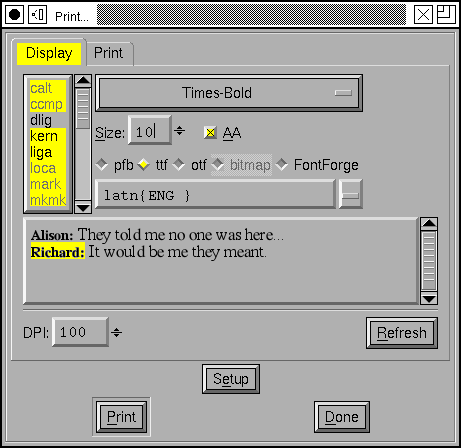 Print...
Display Print
calt
ccmp
dlig
kern
liga
loca
mark
mkmk
Times-Bold
Size: 10 AA
pfb ttf otf bitmap FontForge
latn{ENG }
Alison: They told me no one was here...
Richard: It would be me they meant.
DPI: 100 Refresh
Setup
Print Done